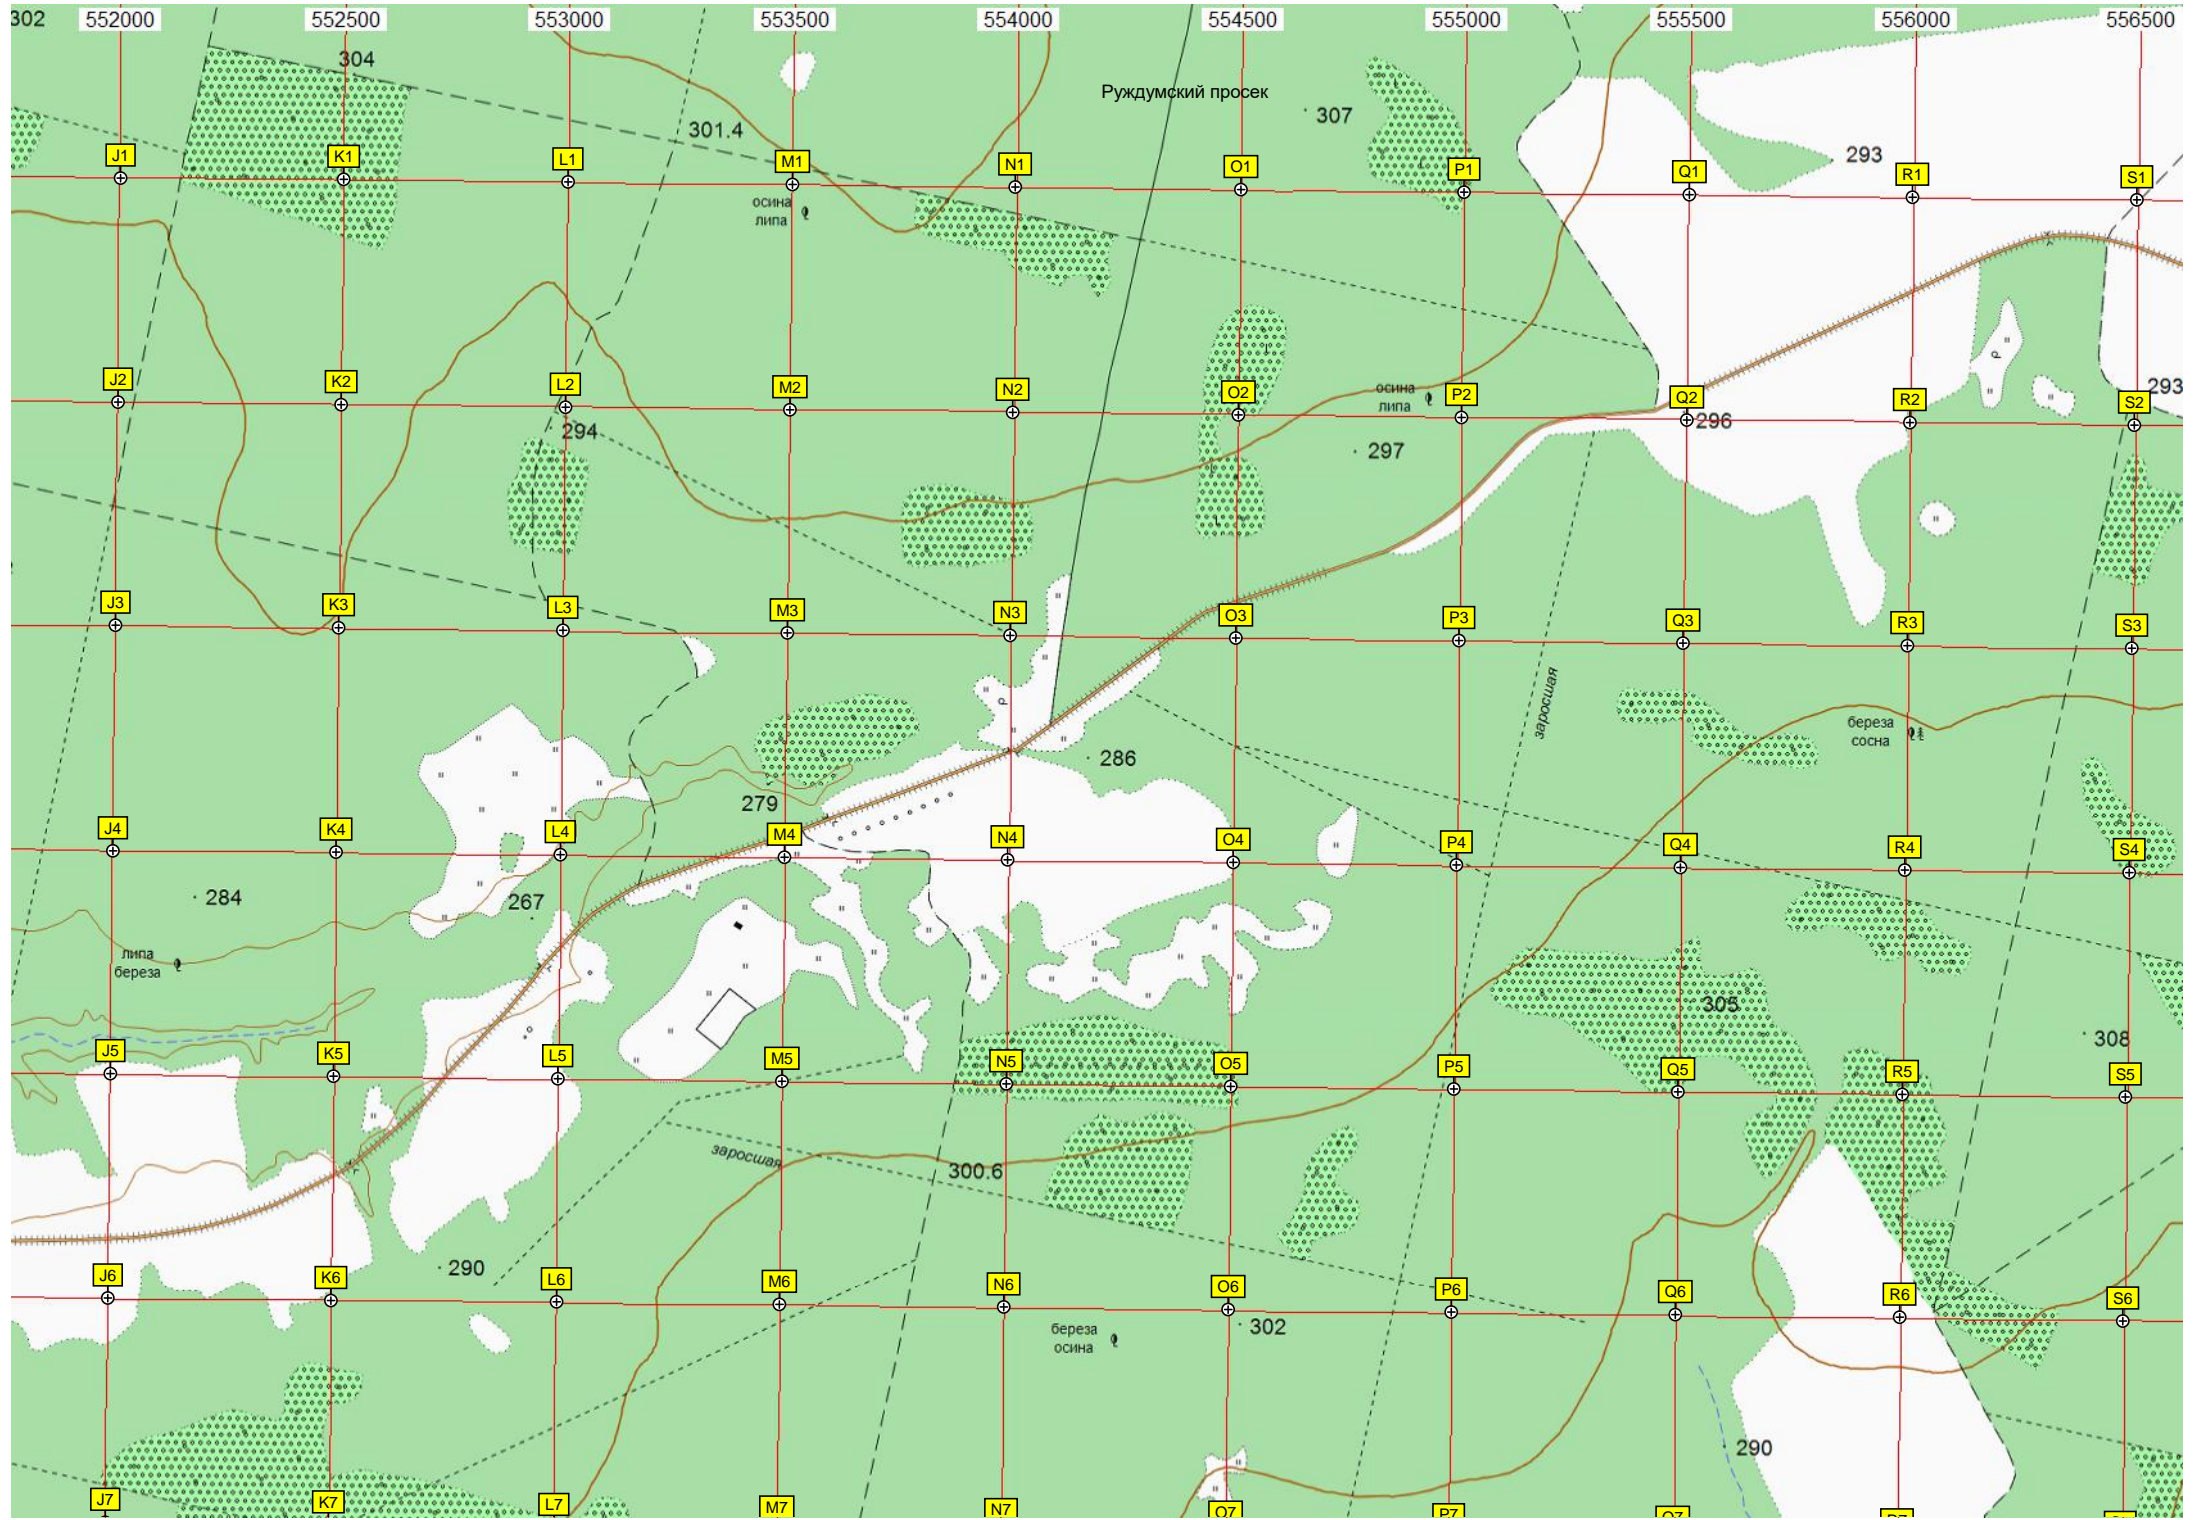 302 552000 552500 553000 553500 554000 554500 555000 555500 556000 556500
304
Руждумский просек
307
301.4
293
J1 K1 L1 M1 N1 O1 P1 Q1 R1 S1
осина
липа
J2 K2 L2 M2 N2 O2 P2 Q2 R2 S2
осина
липа
293
294
296
297
J3 K3 L3 M3 N3 O3 P3 Q3 R3 S3
заросшая
береза
сосна
286
279
J4 K4 L4 M4 N4 O4 P4 Q4 R4 S4
284
267
липа
береза
305
308
J5 K5 L5 M5 N5 O5 P5 Q5 R5 S5
заросшая
300.6
290
J6 K6 L6 M6 N6 O6 P6 Q6 R6 S6
302
береза
осина
290
J7 K7 L7 M7 N7 O7 P7